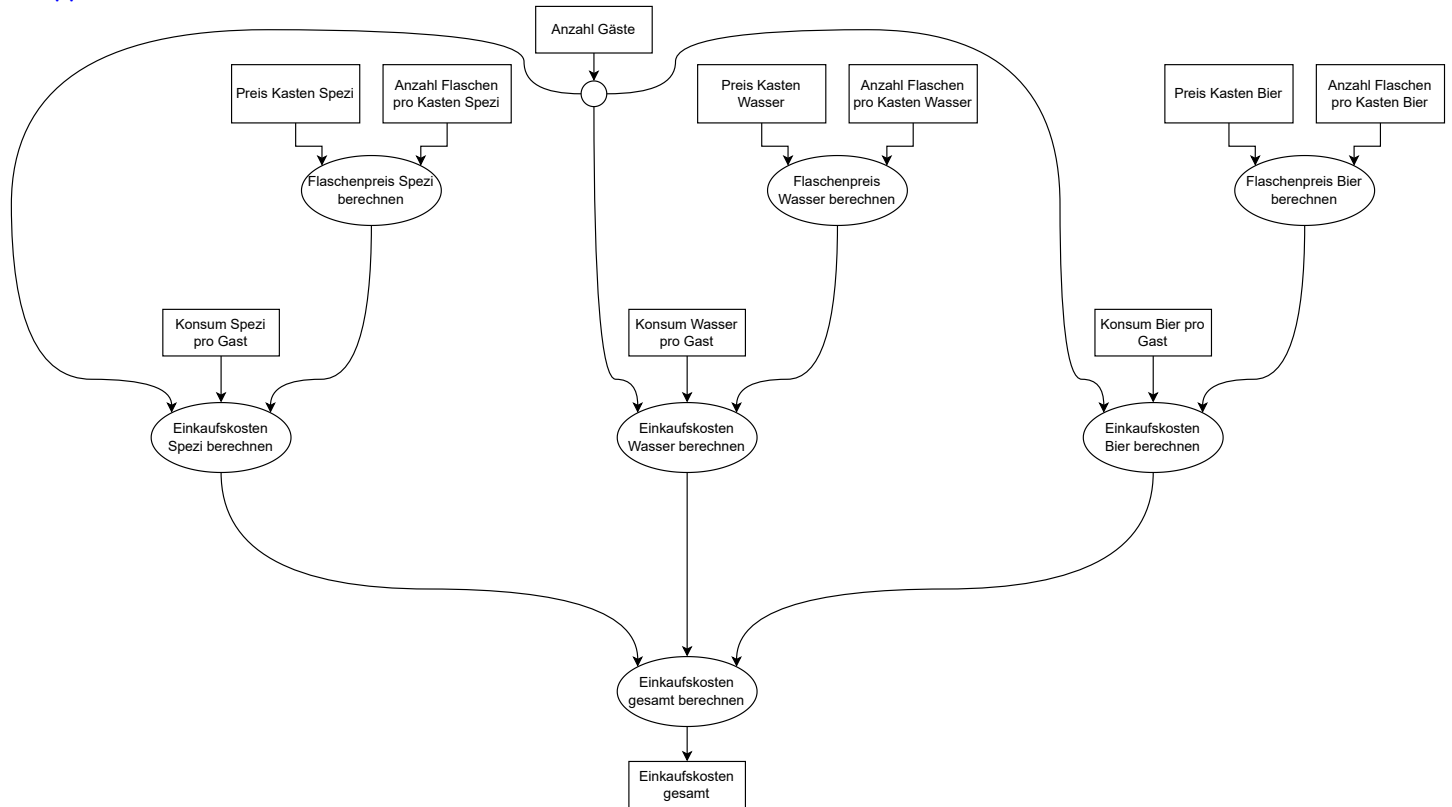 Anzahl Gäste
Preis Kasten Spezi
Anzahl Flaschen
pro Kasten Spezi
Preis Kasten
Wasser
Anzahl Flaschen
pro Kasten Wasser
Preis Kasten Bier
Anzahl Flaschen
pro Kasten Bier
Flaschenpreis Spezi
berechnen
Flaschenpreis
Wasser berechnen
Flaschenpreis Bier
berechnen
Konsum Spezi
pro Gast
Konsum Wasser
pro Gast
Konsum Bier pro
Gast
Einkaufskosten
Spezi berechnen
Einkaufskosten
Wasser berechnen
Einkaufskosten
Bier berechnen
Einkaufskosten
gesamt berechnen
Einkaufskosten
gesamt